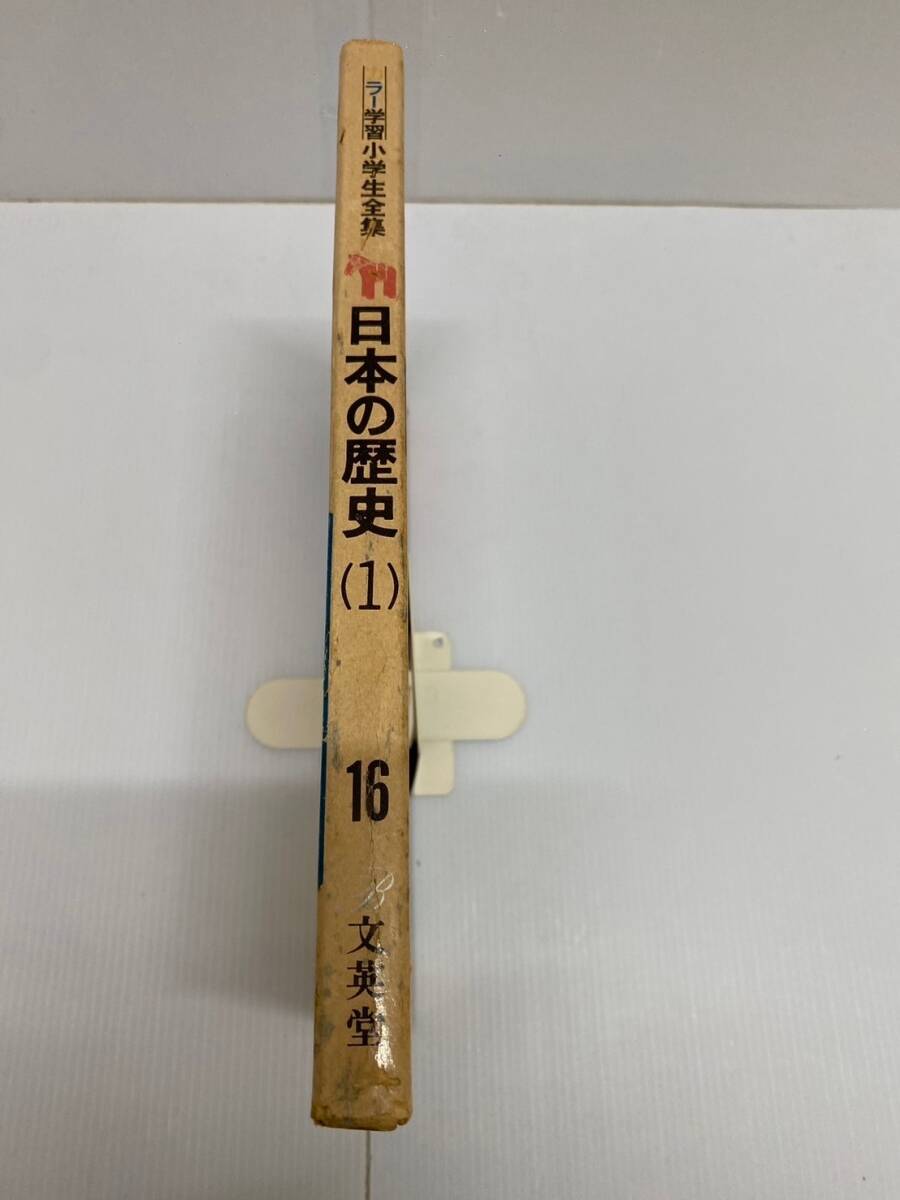 ラー学習小学生全集
日本の歴史
(1)
16
文英堂